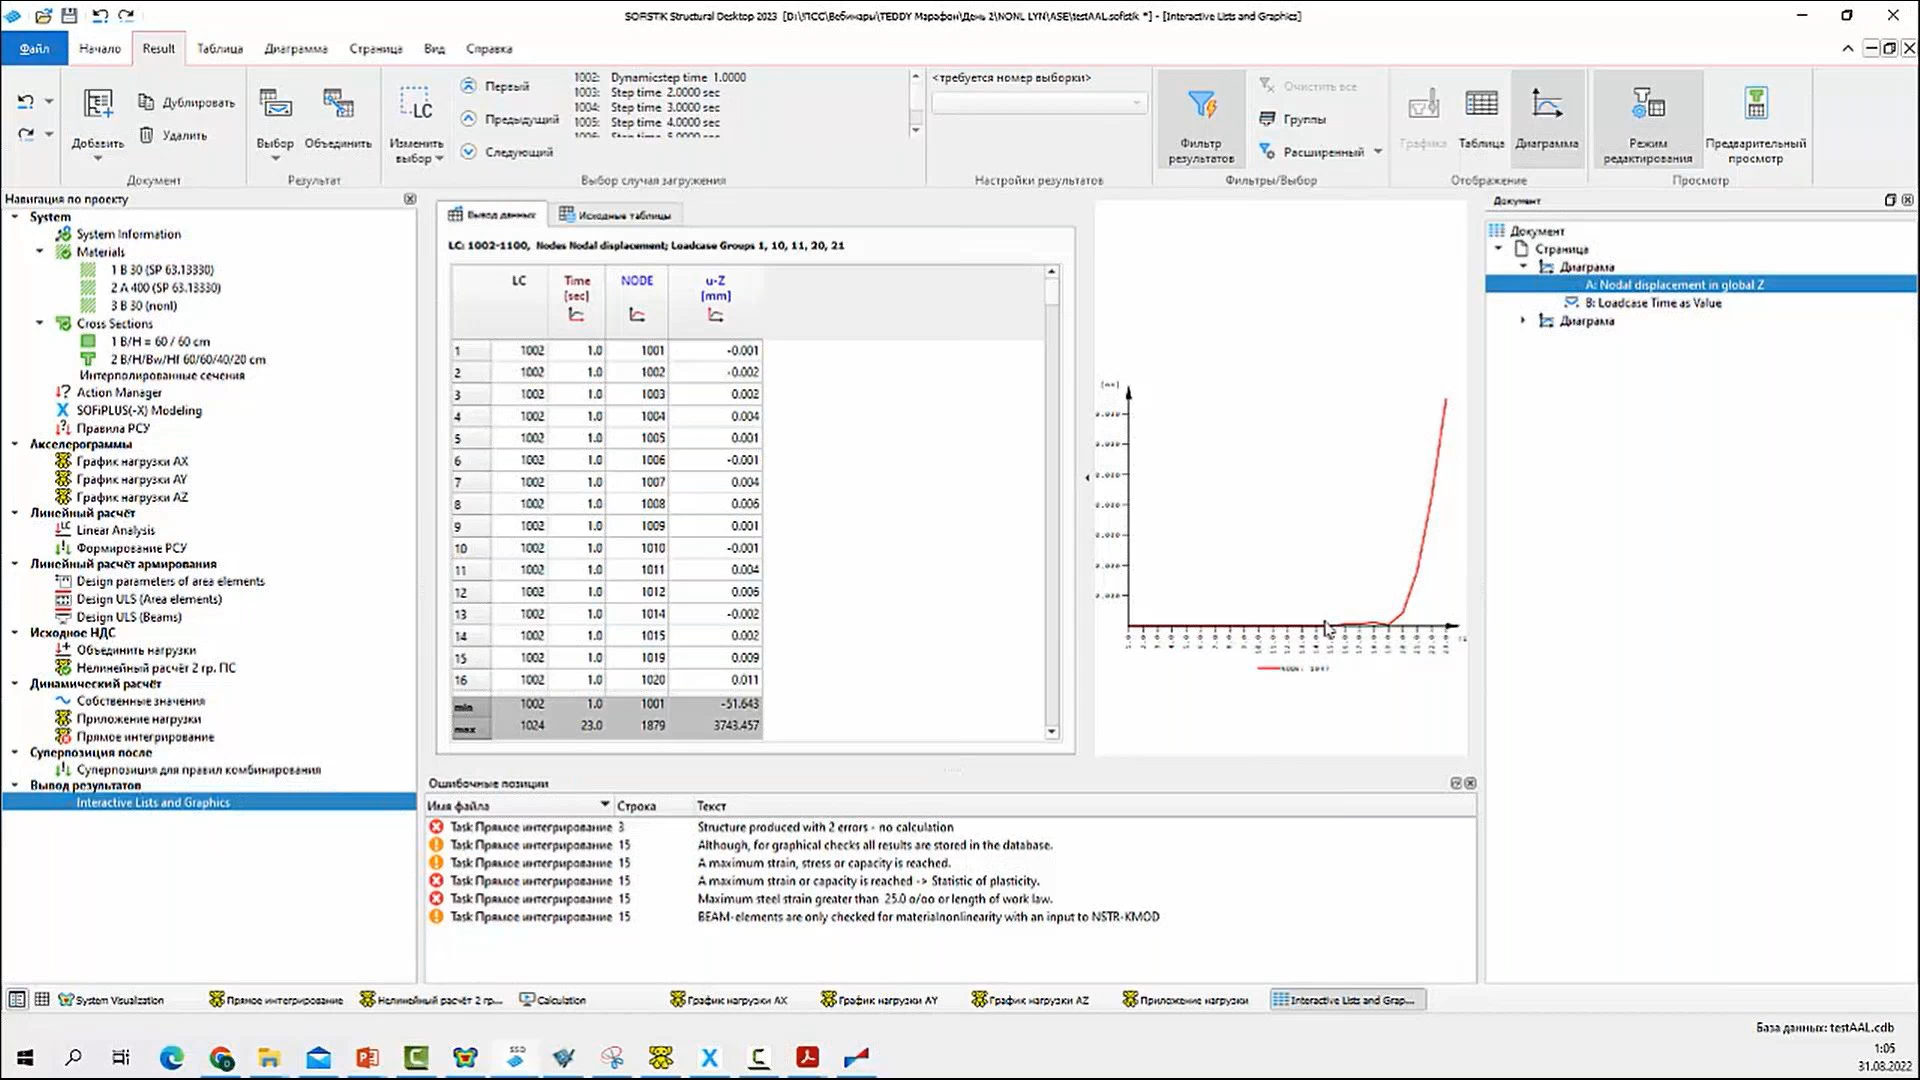 SOFiSTiK Structural Desktop 2023 [D:\ПСС\Вебинары\TEDDY Марафон\День 2\NONL LYN\ASE\testAAL.sofistik *] - [Interactive Lists and Graphics]
Файл Начало Result Таблица Диаграмма Страница Вид Справка
Добавить
Дублировать
Удалить
Документ
Выбор Объединить
Результат
LC
Изменить выбор
Первый
Предыдущий
Следующий
1002: Dynamicstep time 1.0000
1003: Step time 2.0000 sec
1004: Step time 3.0000 sec
1005: Step time 4.0000 sec
1006: Step time 5.0000 sec
Выбор случая загружения
<требуется номер выборки>
Настройки результатов
Фильтр результатов
Очистить все
Группы
Расширенный
Фильтры/Выбор
Графика Таблица Диаграмма
Отображение
Режим редактирования
Предварительный просмотр
Просмотр
Навигация по проекту
System
System Information
Materials
1 B 30 (SP 63.13330)
2 A 400 (SP 63.13330)
3 B 30 (nonl)
Cross Sections
1 B/H = 60 / 60 cm
2 B/H/Bw/Hf 60/60/40/20 cm
Интерполированные сечения
Action Manager
SOFiPLUS(-X) Modeling
Правила РСУ
Акселерограммы
График нагрузки AX
График нагрузки AY
График нагрузки AZ
Линейный расчёт
Linear Analysis
Формирование РСУ
Линейный расчёт армирования
Design parameters of area elements
Design ULS (Area elements)
Design ULS (Beams)
Исходное НДС
Объединить нагрузки
Нелинейный расчёт 2 гр. ПС
Динамический расчёт
Собственные значения
Приложение нагрузки
Прямое интегрирование
Суперпозиция после
Суперпозиция для правил комбинирования
Вывод результатов
Interactive Lists and Graphics
Вывод данных Исходные таблицы
LC: 1002-1100, Nodes Nodal displacement; Loadcase Groups 1, 10, 11, 20, 21
LC Time [sec] NODE u-Z [mm]
1 1002 1.0 1001 -0.001
2 1002 1.0 1002 -0.002
3 1002 1.0 1003 0.002
4 1002 1.0 1004 0.004
5 1002 1.0 1005 0.001
6 1002 1.0 1006 -0.001
7 1002 1.0 1007 0.004
8 1002 1.0 1008 0.006
9 1002 1.0 1009 0.001
10 1002 1.0 1010 -0.001
11 1002 1.0 1011 0.004
12 1002 1.0 1012 0.006
13 1002 1.0 1014 -0.002
14 1002 1.0 1015 0.002
15 1002 1.0 1019 0.009
16 1002 1.0 1020 0.011
min 1002 1.0 1001 -51.643
max 1024 23.0 1879 3743.457
Документ
Документ
Страница
Диаграмма
A: Nodal displacement in global Z
B: Loadcase Time as Value
Диаграмма
Ошибочные позиции
Имя файла Строка Текст
Task Прямое интегрирование 3 Structure produced with 2 errors - no calculation
Task Прямое интегрирование 15 Although, for graphical checks all results are stored in the database.
Task Прямое интегрирование 15 A maximum strain, stress or capacity is reached.
Task Прямое интегрирование 15 A maximum strain or capacity is reached -> Statistic of plasticity.
Task Прямое интегрирование 15 Maximum steel strain greater than 25.0 o/oo or length of work law.
Task Прямое интегрирование 15 BEAM-elements are only checked for materialnonlinearity with an input to NSTR-KMOD
System Visualization Прямое интегрирование Нелинейный расчёт 2 гр... Calculation График нагрузки AX График нагрузки AY График нагрузки AZ Приложение нагрузки Interactive Lists and Grap...
База данных: testAAL.cdb
SSD
1:05
31.08.2022